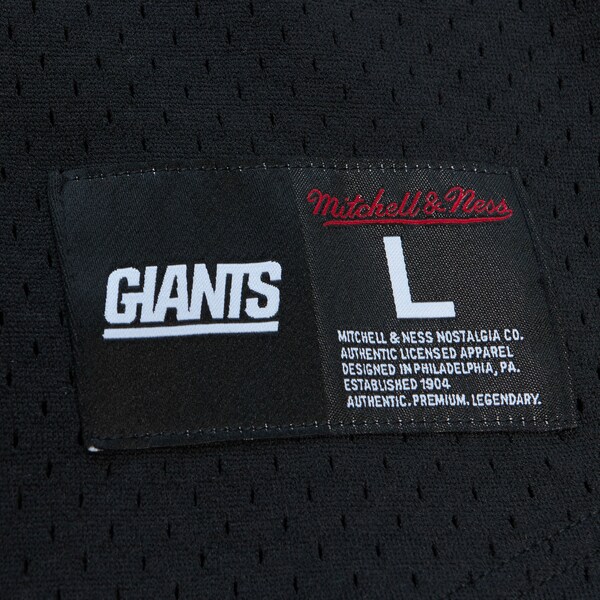 GIANTS
Mitchell & Ness
L
MITCHELL & NESS NOSTALGIA CO.
AUTHENTIC LICENSED APPAREL
DESIGNED IN PHILADELPHIA, PA.
ESTABLISHED 1904
AUTHENTIC. PREMIUM. LEGENDARY.